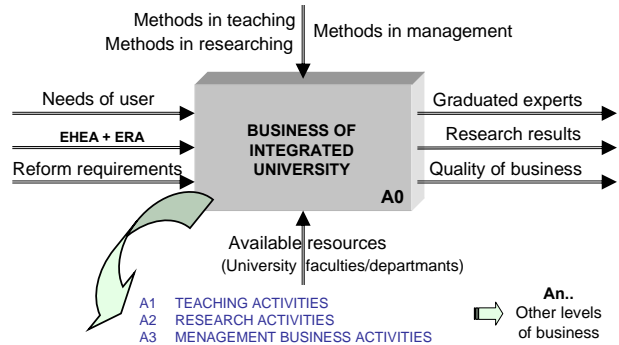 Methods in teaching
Methods in researching
Methods in management
Needs of user
EHEA + ERA
Reform requirements
BUSINESS OF
INTEGRATED
UNIVERSITY
A0
Graduated experts
Research results
Quality of business
Available resources
(University faculties/departmants)
A1 TEACHING ACTIVITIES
A2 RESEARCH ACTIVITIES
A3 MENAGEMENT BUSINESS ACTIVITIES
An..
Other levels
of business